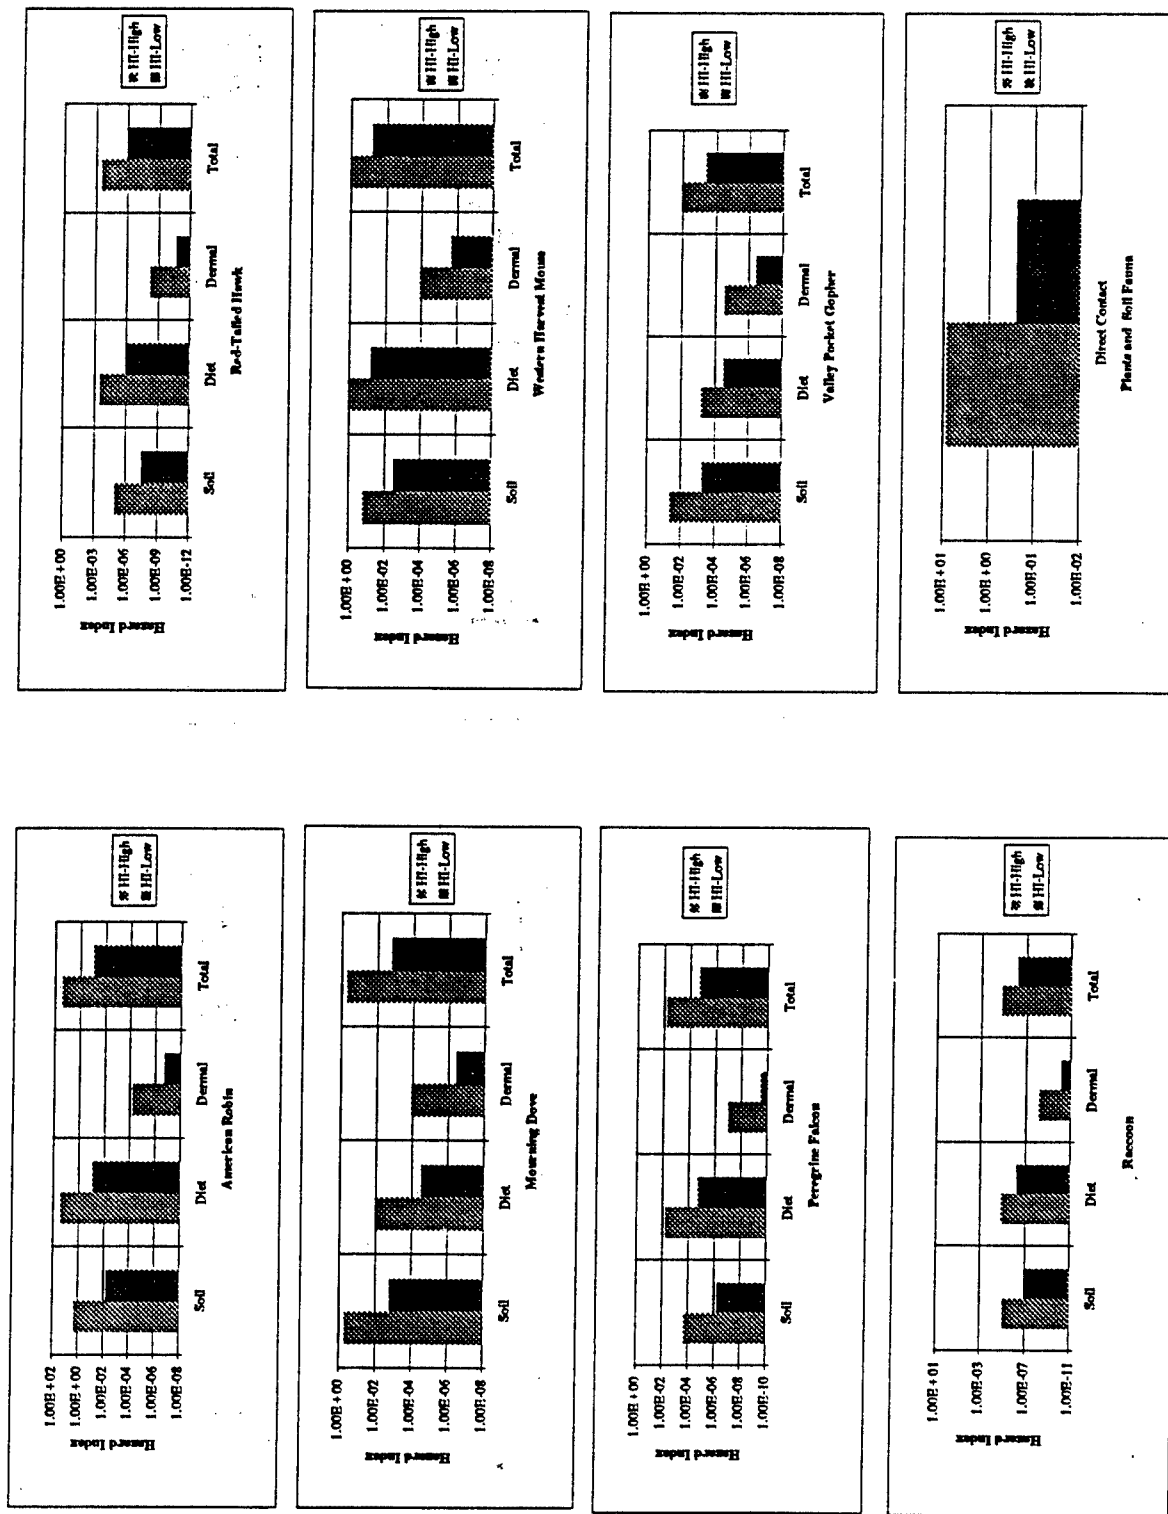 1.00E + 02
1.00E + 00
1.00E-02
1.00E-04
1.00E-06
1.00E-08
Hazard Index
Soil
Diet
Dermal
Total
American Robin
HI-High
HI-Low
1.00E + 00
1.00E-03
1.00E-06
1.00E-09
1.00E-12
Hazard Index
Soil
Diet
Dermal
Total
Red-Tailed Hawk
HI-High
HI-Low
1.00E + 00
1.00E-02
1.00E-04
1.00E-06
1.00E-08
Hazard Index
Soil
Diet
Dermal
Total
Mourning Dove
HI-High
HI-Low
1.00E + 00
1.00E-02
1.00E-04
1.00E-06
1.00E-08
Hazard Index
Soil
Diet
Dermal
Total
Western Harvest Mouse
HI-High
HI-Low
1.00E + 00
1.00E-02
1.00E-04
1.00E-06
1.00E-08
1.00E-10
Hazard Index
Soil
Diet
Dermal
Total
Peregrine Falcon
HI-High
HI-Low
1.00E + 00
1.00E-02
1.00E-04
1.00E-06
1.00E-08
Hazard Index
Soil
Diet
Dermal
Total
Valley Pocket Gopher
HI-High
HI-Low
1.00E + 01
1.00E-03
1.00E-07
1.00E-11
Hazard Index
Soil
Diet
Dermal
Total
Raccoon
HI-High
HI-Low
1.00E + 01
1.00E + 00
1.00E-01
1.00E-02
Hazard Index
Direct Contact
Plants and Soil Fauna
HI-High
HI-Low